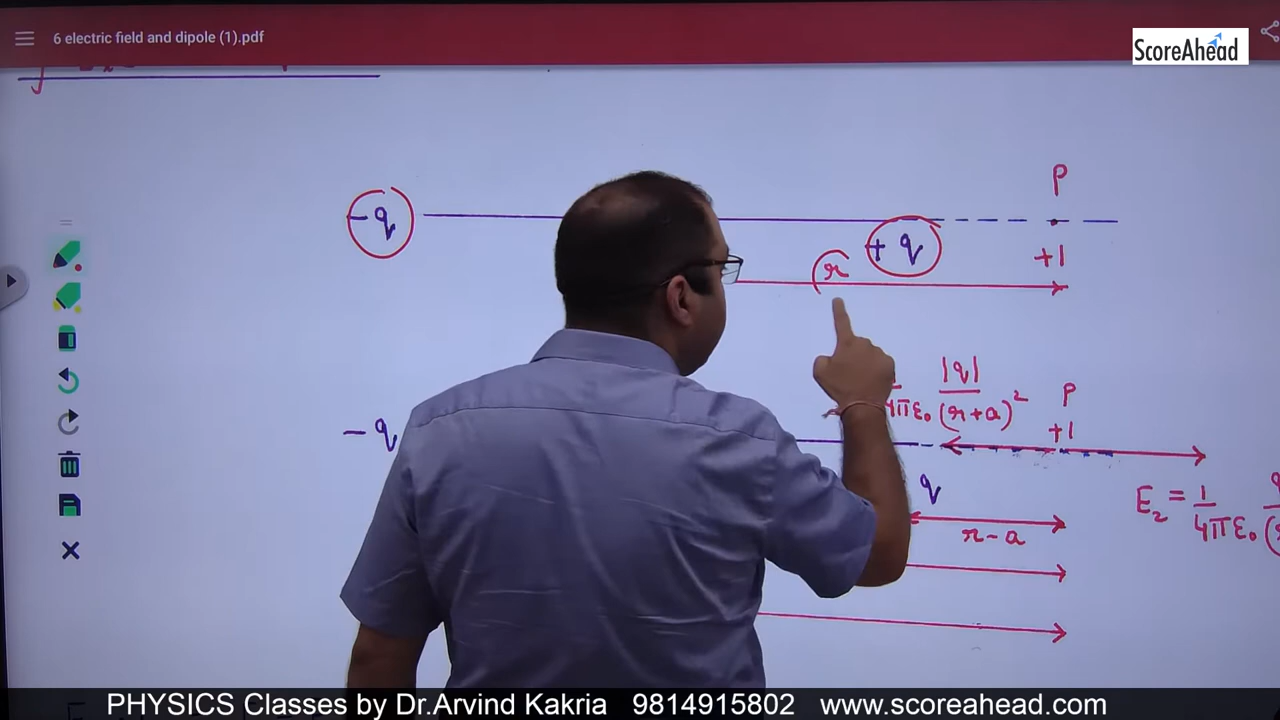 6 electric field and dipole (1).pdf
ScoreAhead
P
-q
+q
+1
r
|q|
4πε₀ (r+a)²
P
+1
-q
q
r-a
E₂ = 1
4πε₀
PHYSICS Classes by Dr.Arvind Kakria 9814915802 www.scoreahead.com